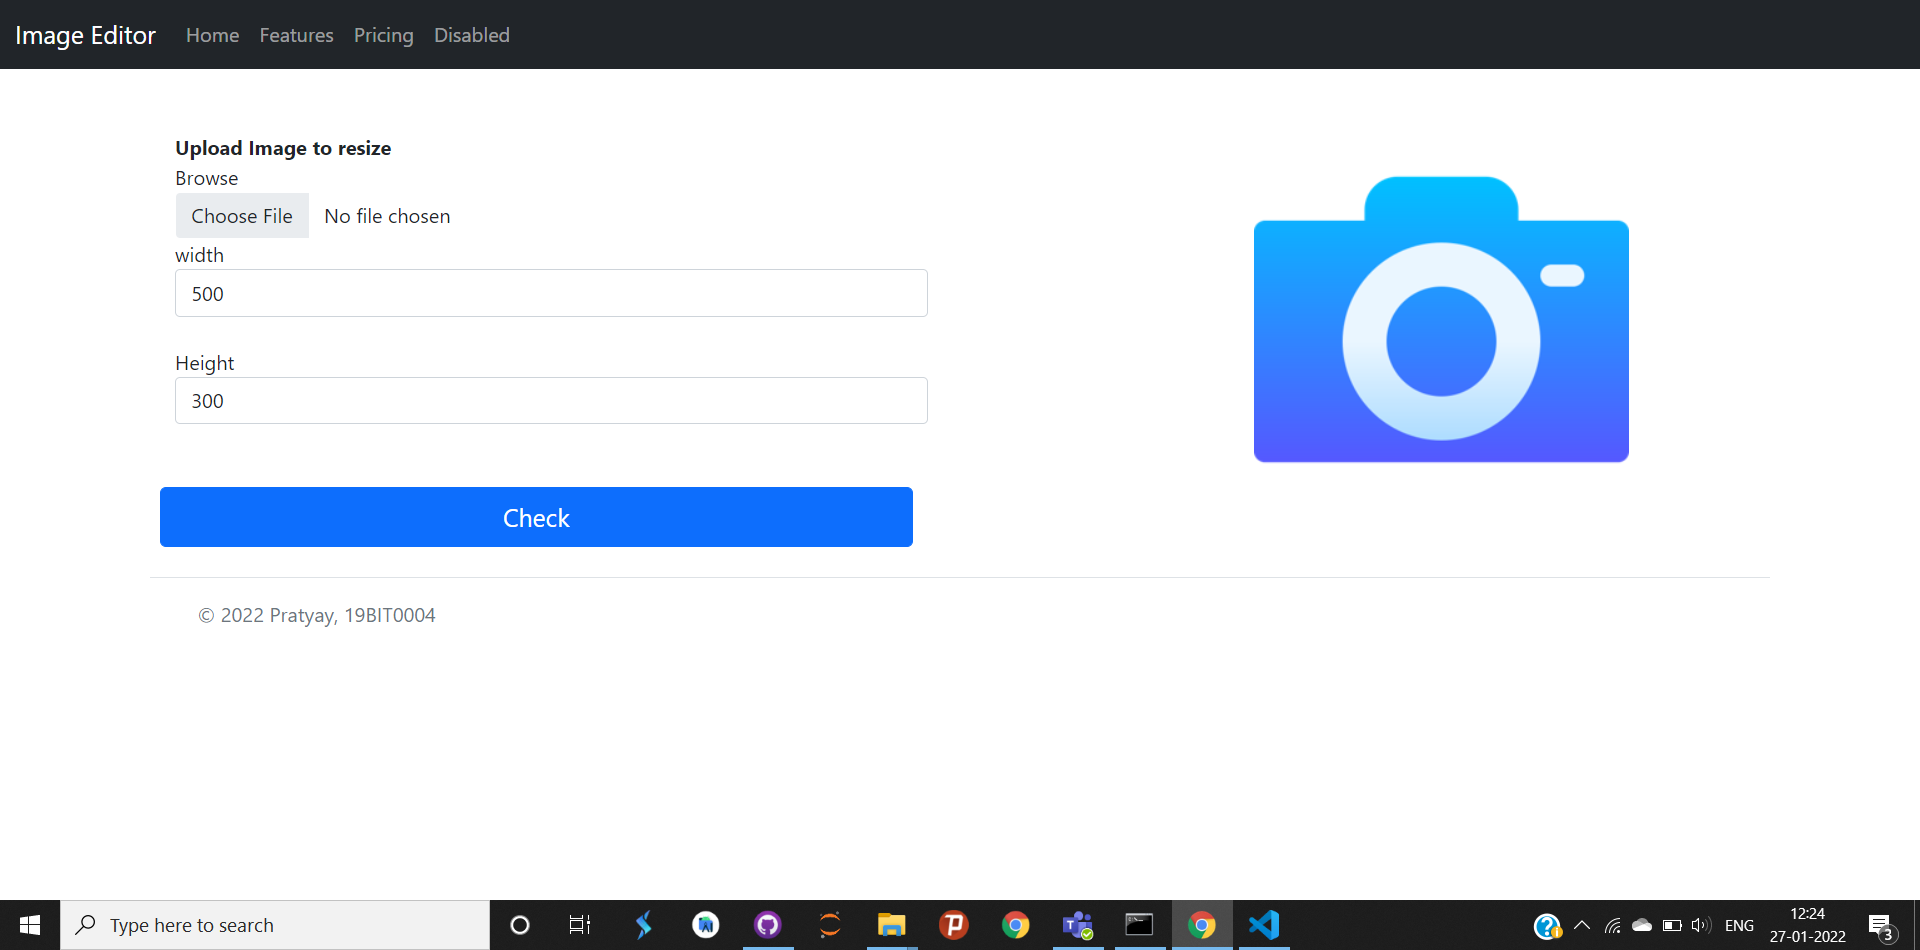 Image Editor Home Features Pricing Disabled
Upload Image to resize
Browse
Choose File No file chosen
width
500
Height
300
Check
© 2022 Pratyay, 19BIT0004
Type here to search
ENG
12:24
27-01-2022
3